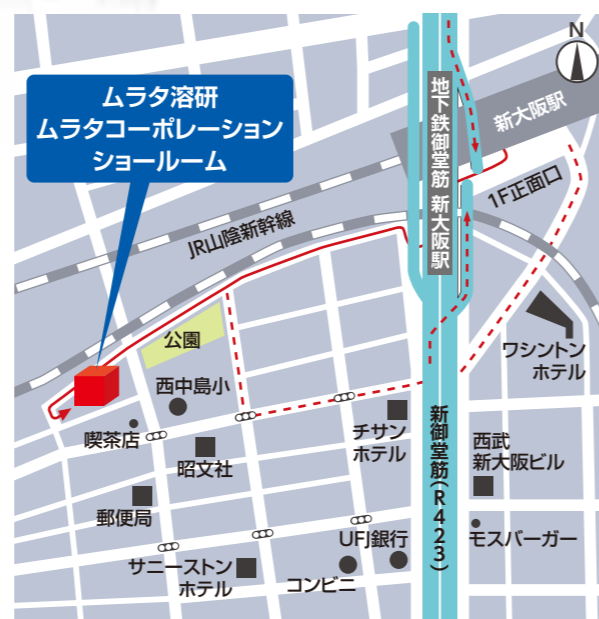 N
ムラタ溶研
ムラタコーポレーション
ショールーム
地下鉄御堂筋 新大阪駅
新大阪駅
1F正面口
JR山陰新幹線
公園
ワシントン
ホテル
西中島小
喫茶店
昭文社
チサン
ホテル
新御堂筋(R423)
西武
新大阪ビル
郵便局
UFJ銀行
モスバーガー
サニーストン
ホテル
コンビニ